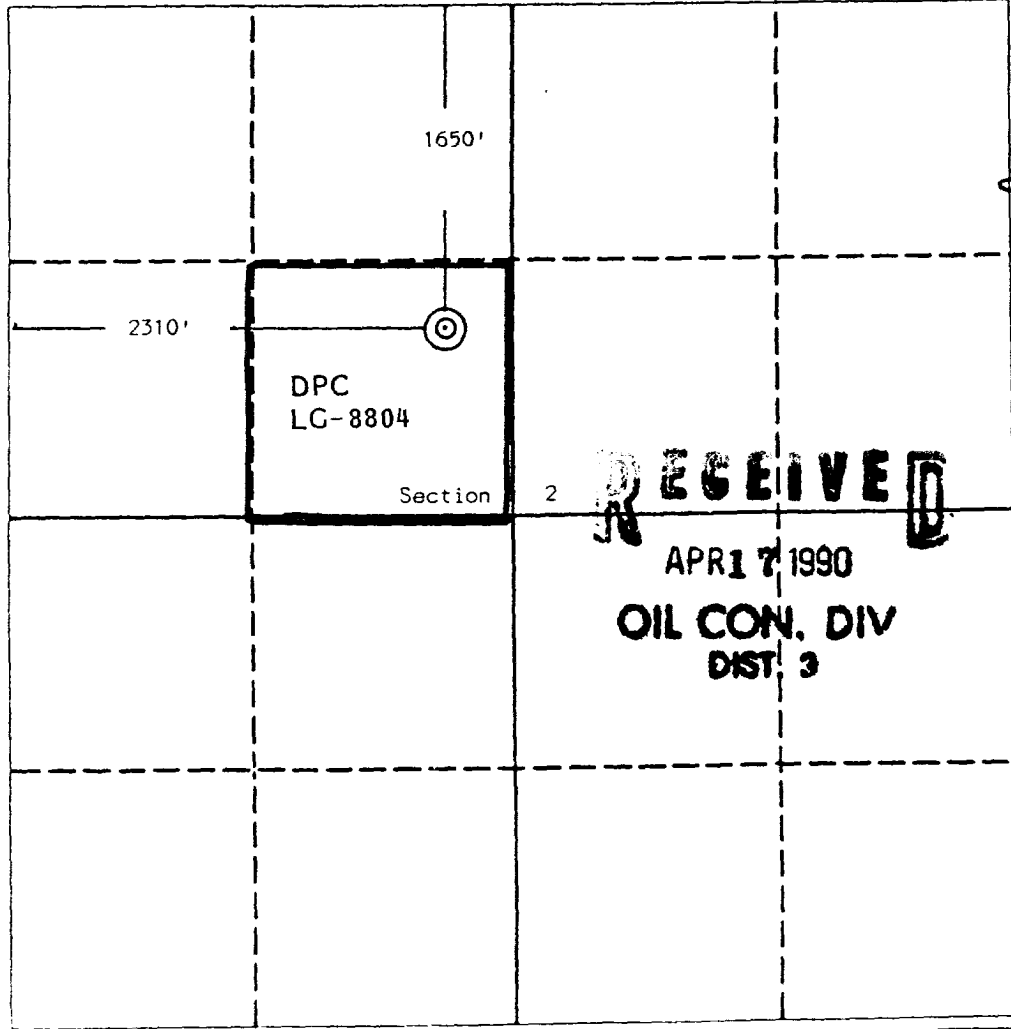 1650'
2310'
DPC
LG-8804
Section 2
RECEIVED
APR 17 1990
OIL CON. DIV
DIST. 3